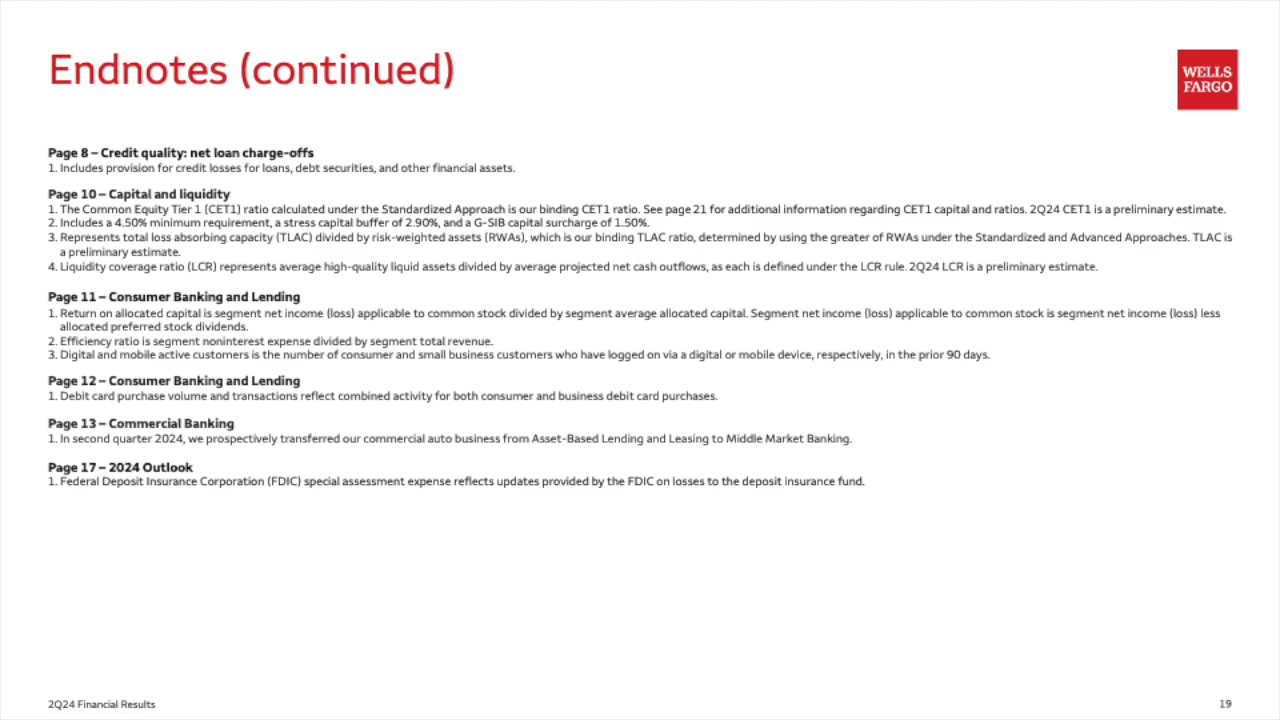 Endnotes (continued)
WELLS
FARGO
Page 8 – Credit quality: net loan charge-offs
1. Includes provision for credit losses for loans, debt securities, and other financial assets.
Page 10 – Capital and liquidity
1. The Common Equity Tier 1 (CET1) ratio calculated under the Standardized Approach is our binding CET1 ratio. See page 21 for additional information regarding CET1 capital and ratios. 2Q24 CET1 is a preliminary estimate.
2. Includes a 4.50% minimum requirement, a stress capital buffer of 2.90%, and a G-SIB capital surcharge of 1.50%.
3. Represents total loss absorbing capacity (TLAC) divided by risk-weighted assets (RWAs), which is our binding TLAC ratio, determined by using the greater of RWAs under the Standardized and Advanced Approaches. TLAC is
a preliminary estimate.
4. Liquidity coverage ratio (LCR) represents average high-quality liquid assets divided by average projected net cash outflows, as each is defined under the LCR rule. 2Q24 LCR is a preliminary estimate.
Page 11 – Consumer Banking and Lending
1. Return on allocated capital is segment net income (loss) applicable to common stock divided by segment average allocated capital. Segment net income (loss) applicable to common stock is segment net income (loss) less
allocated preferred stock dividends.
2. Efficiency ratio is segment noninterest expense divided by segment total revenue.
3. Digital and mobile active customers is the number of consumer and small business customers who have logged on via a digital or mobile device, respectively, in the prior 90 days.
Page 12 – Consumer Banking and Lending
1. Debit card purchase volume and transactions reflect combined activity for both consumer and business debit card purchases.
Page 13 – Commercial Banking
1. In second quarter 2024, we prospectively transferred our commercial auto business from Asset-Based Lending and Leasing to Middle Market Banking.
Page 17 – 2024 Outlook
1. Federal Deposit Insurance Corporation (FDIC) special assessment expense reflects updates provided by the FDIC on losses to the deposit insurance fund.
2Q24 Financial Results
19